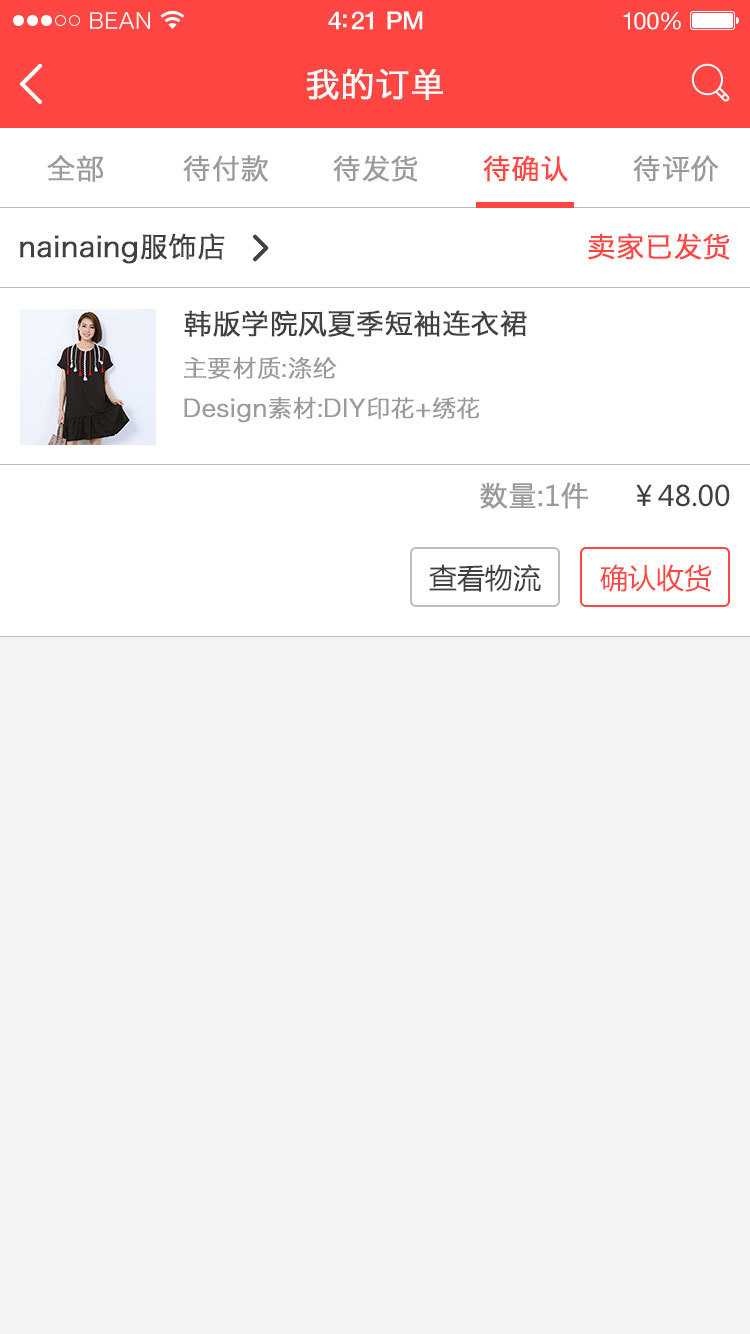 BEAN 4:21 PM 100%
我的订单
全部 待付款 待发货 待确认 待评价
nainaing服饰店 卖家已发货
韩版学院风夏季短袖连衣裙
主要材质:涤纶
Design素材:DIY印花+绣花
数量:1件 ¥48.00
查看物流 确认收货